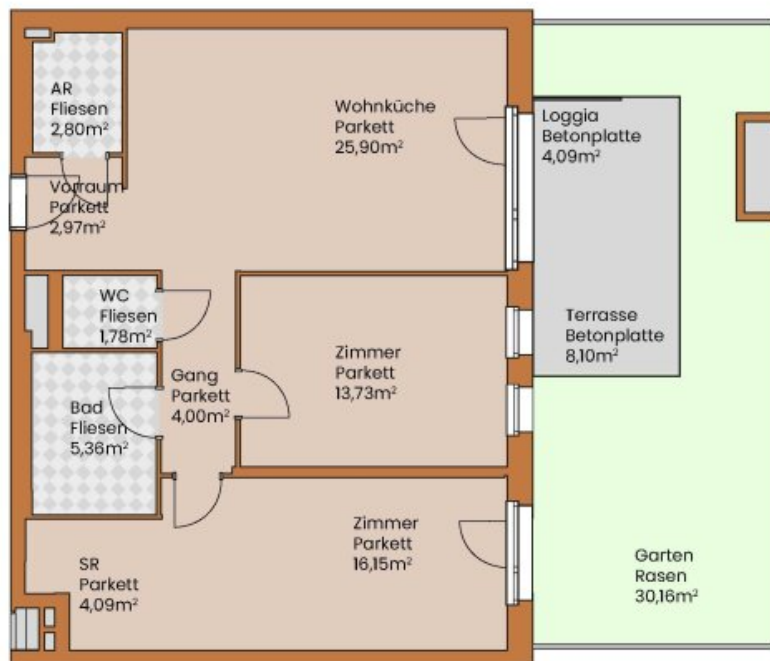 AR
Fliesen
2,80m²
Wohnküche
Parkett
25,90m²
Loggia
Betonplatte
4,09m²
Vorraum
Parkett
2,97m²
WC
Fliesen
1,78m²
Terrasse
Betonplatte
8,10m²
Zimmer
Parkett
13,73m²
Gang
Parkett
4,00m²
Bad
Fliesen
5,36m²
Zimmer
Parkett
16,15m²
SR
Parkett
4,09m²
Garten
Rasen
30,16m²